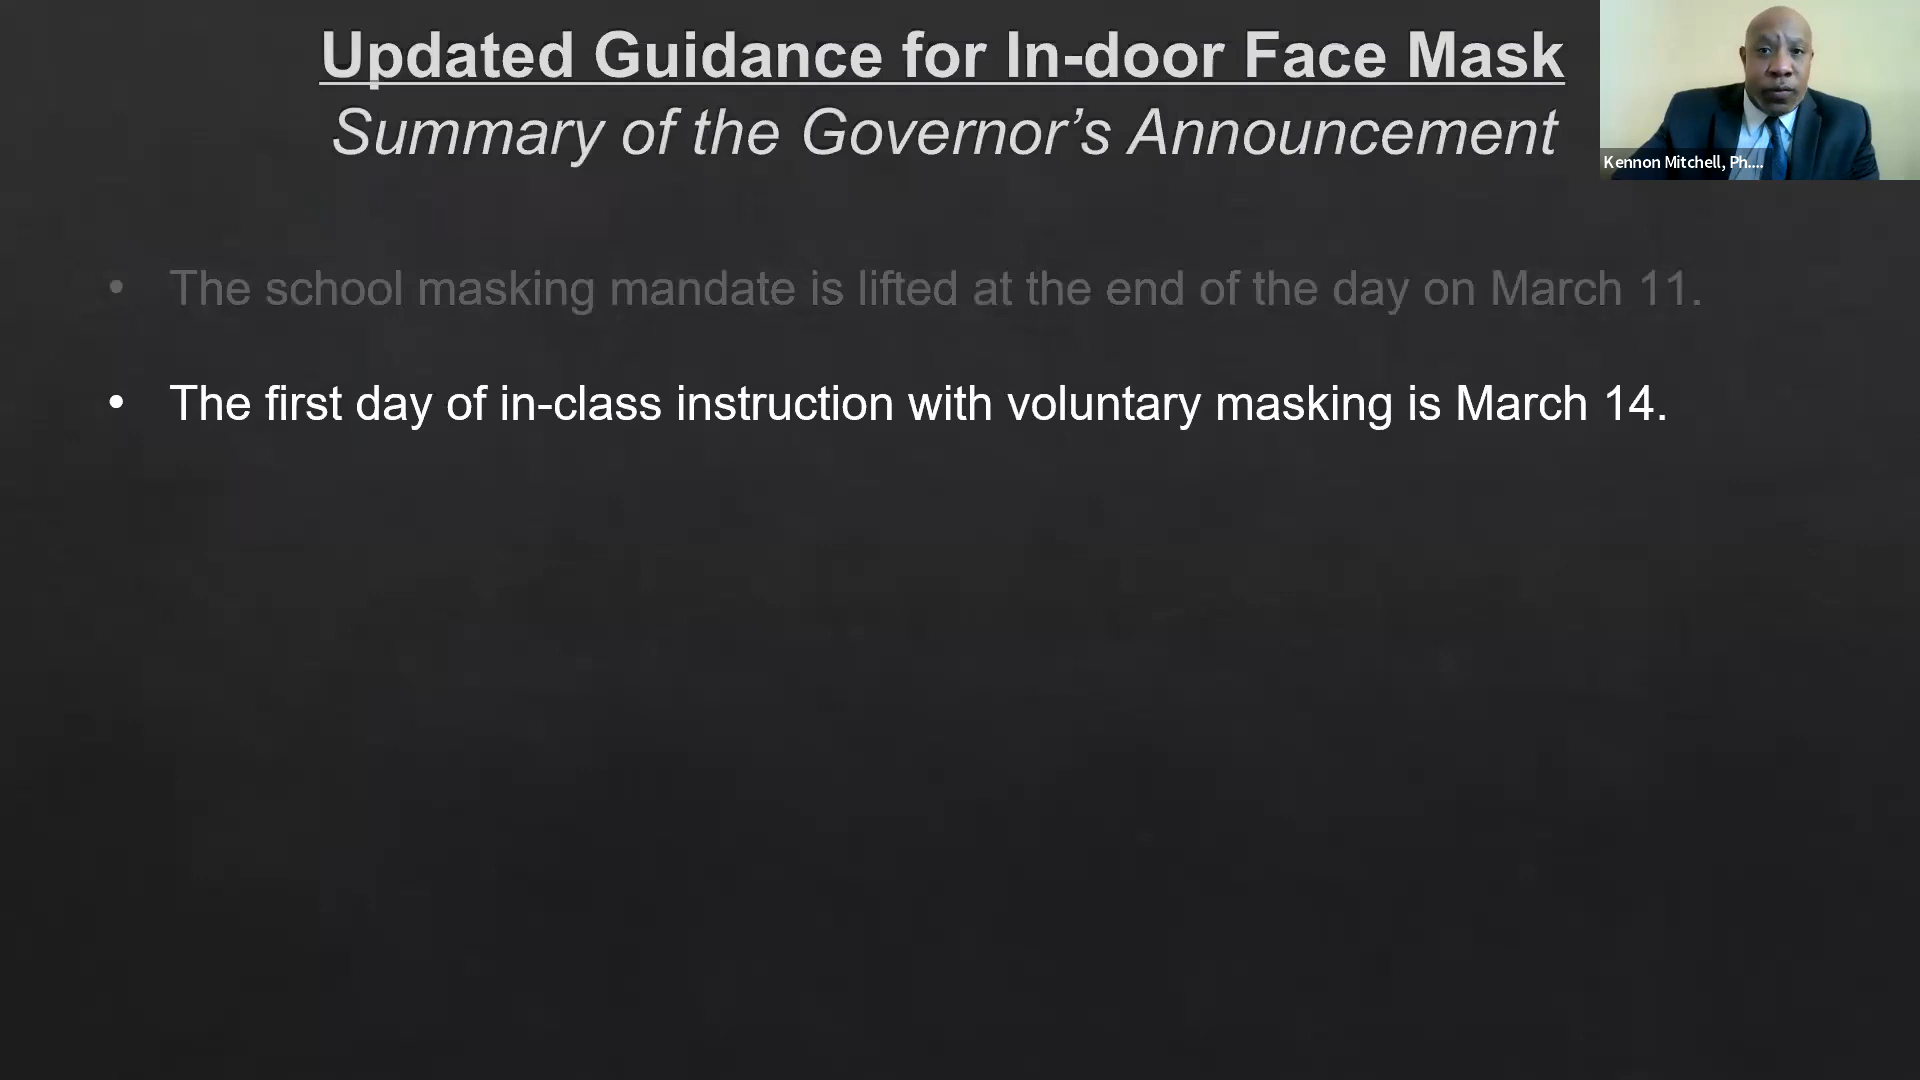 Updated Guidance for In-door Face Mask
Summary of the Governor’s Announcement
Kennon Mitchell, Ph....
• The school masking mandate is lifted at the end of the day on March 11.
• The first day of in-class instruction with voluntary masking is March 14.